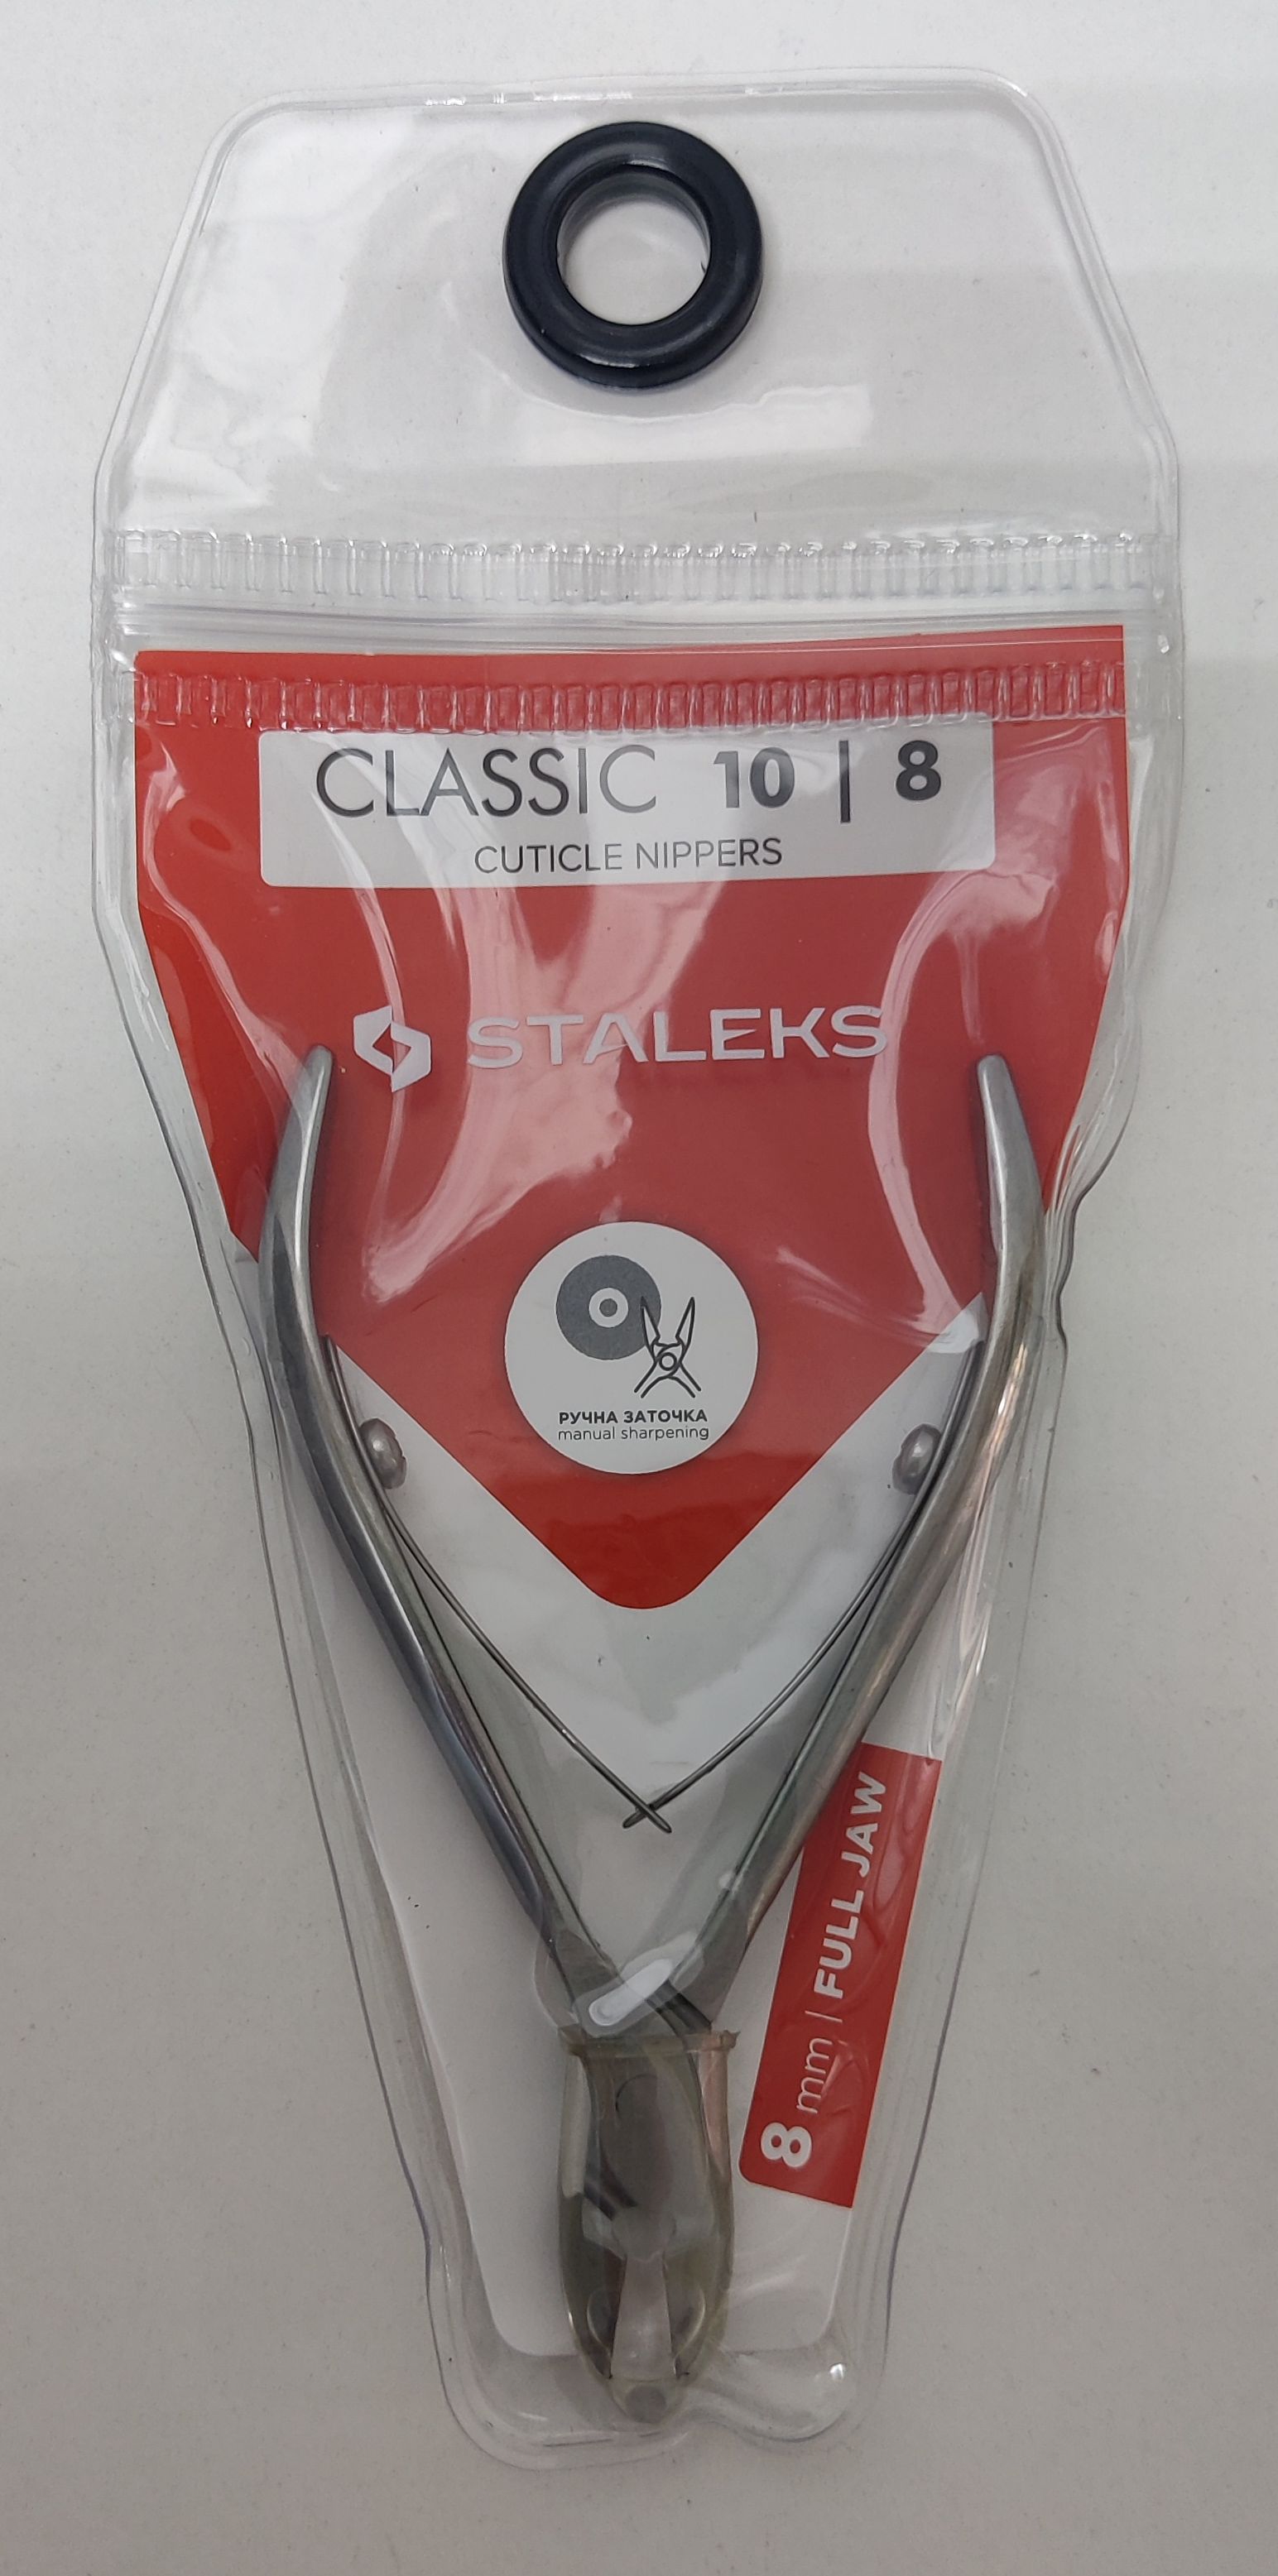 CLASSIC 10 | 8
CUTICLE NIPPERS
STALEKS
РУЧНА ЗАТОЧКА
manual sharpening
8 mm | FULL JAW